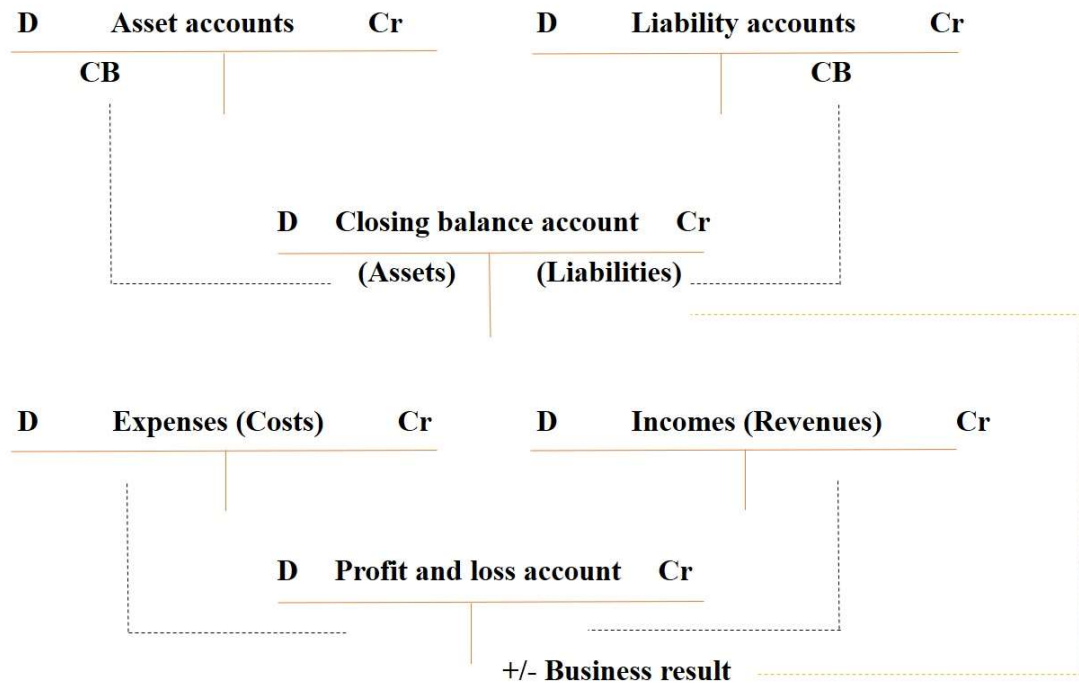 D Asset accounts Cr D Liability accounts Cr
CB CB
D Closing balance account Cr
(Assets) (Liabilities)
D Expenses (Costs) Cr D Incomes (Revenues) Cr
D Profit and loss account Cr
+/- Business result